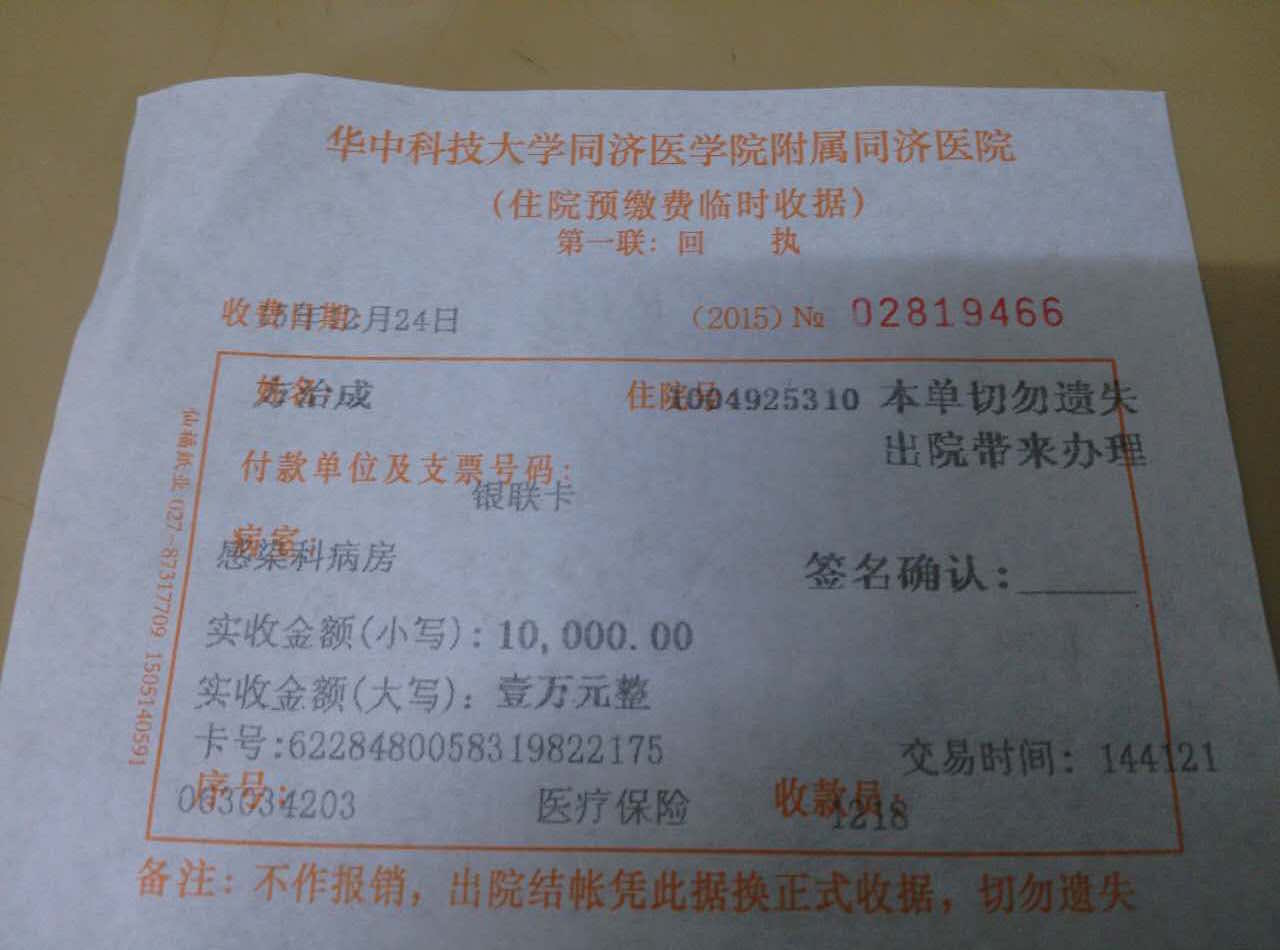 华中科技大学同济医学院附属同济医院
(住院预缴费临时收据)
第一联: 回 执
收费日期: 15年12月24日
(2015) № 02819466
姓名: 治成
住院号 1004925310
本单切勿遗失
出院带来办理
付款单位及支票号码:
银联卡
病室:
感染科病房
签名确认:
实收金额(小写): 10,000.00
实收金额(大写): 壹万元整
卡号:6228480058319822175
交易时间: 144121
序号: 003034203
医疗保险
收款员: 1218
备注: 不作报销, 出院结帐凭此据换正式收据, 切勿遗失
027-87317709 1505140591